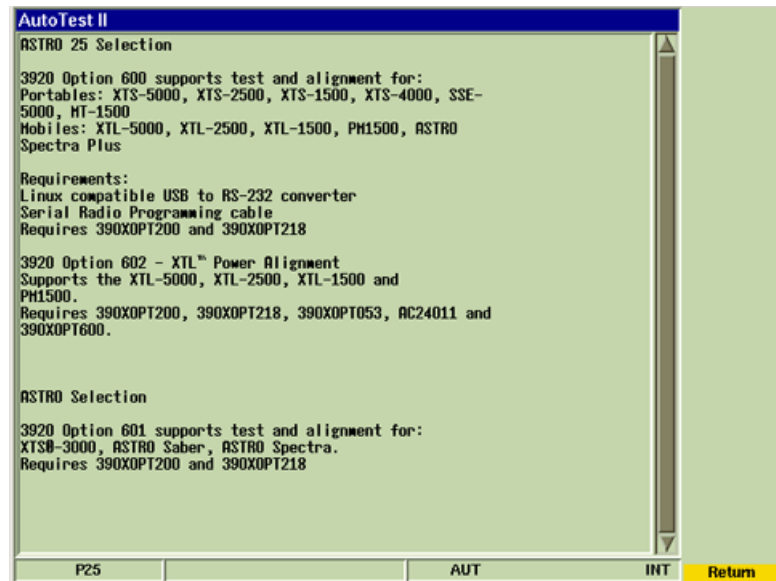 AutoTest II
ASTRO 25 Selection
3920 Option 600 supports test and alignment for:
Portables: XTS-5000, XTS-2500, XTS-1500, XTS-4000, SSE-
5000, HT-1500
Mobiles: XTL-5000, XTL-2500, XTL-1500, PM1500, ASTRO
Spectra Plus
Requirements:
Linux compatible USB to RS-232 converter
Serial Radio Programming cable
Requires 390XOPT200 and 390XOPT218
3920 Option 602 - XTL™ Power Alignment
Supports the XTL-5000, XTL-2500, XTL-1500 and
PM1500.
Requires 390XOPT200, 390XOPT218, 390XOPT053, AC24011 and
390XOPT600.
ASTRO Selection
3920 Option 601 supports test and alignment for:
XTS®-3000, ASTRO Saber, ASTRO Spectra.
Requires 390XOPT200 and 390XOPT218
P25 AUT INT Return